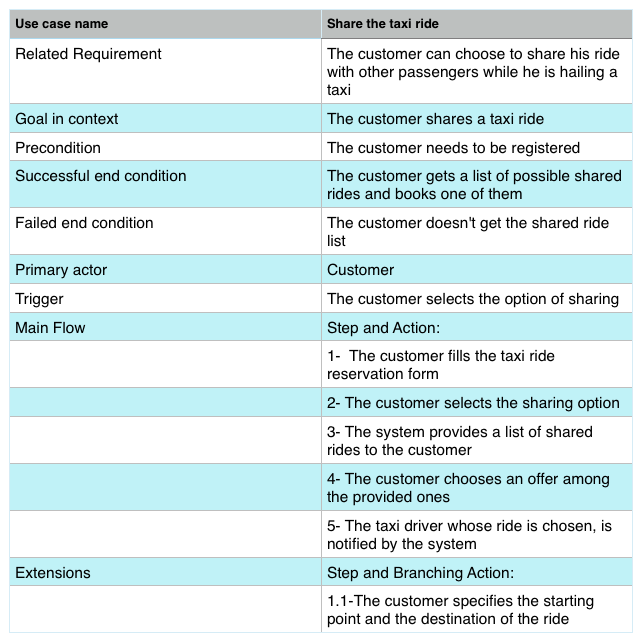 Use case name
Share the taxi ride
Related Requirement
The customer can choose to share his ride
with other passengers while he is hailing a
taxi
Goal in context
The customer shares a taxi ride
Precondition
The customer needs to be registered
Successful end condition
The customer gets a list of possible shared
rides and books one of them
Failed end condition
The customer doesn't get the shared ride
list
Primary actor
Customer
Trigger
The customer selects the option of sharing
Main Flow
Step and Action:
1-  The customer fills the taxi ride
reservation form
2- The customer selects the sharing option
3- The system provides a list of shared
rides to the customer
4- The customer chooses an offer among
the provided ones
5- The taxi driver whose ride is chosen, is
notified by the system
Extensions
Step and Branching Action:
1.1-The customer specifies the starting
point and the destination of the ride